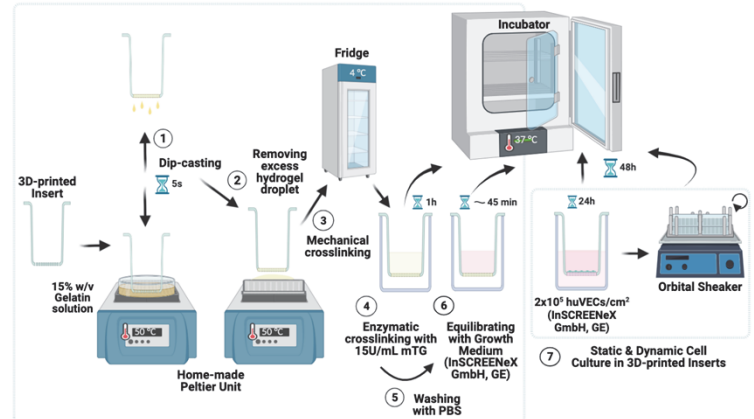 Incubator
Fridge
4 °C
37 °C
1
Dip-casting
5s
2
Removing
excess
hydrogel
droplet
3
Mechanical
crosslinking
3D-printed
Insert
15% w/v
Gelatin
solution
50 °C
50 °C
Home-made
Peltier Unit
1h
~ 45 min
4
Enzymatic
crosslinking with
15U/mL mTG
5
Washing
with PBS
6
Equilibrating
with Growth
Medium
(InSCREENeX
GmbH, GE)
48h
24h
2x10⁵ huVECs/cm²
(InSCREENeX
GmbH, GE)
Orbital Sheaker
7
Static & Dynamic Cell
Culture in 3D-printed Inserts